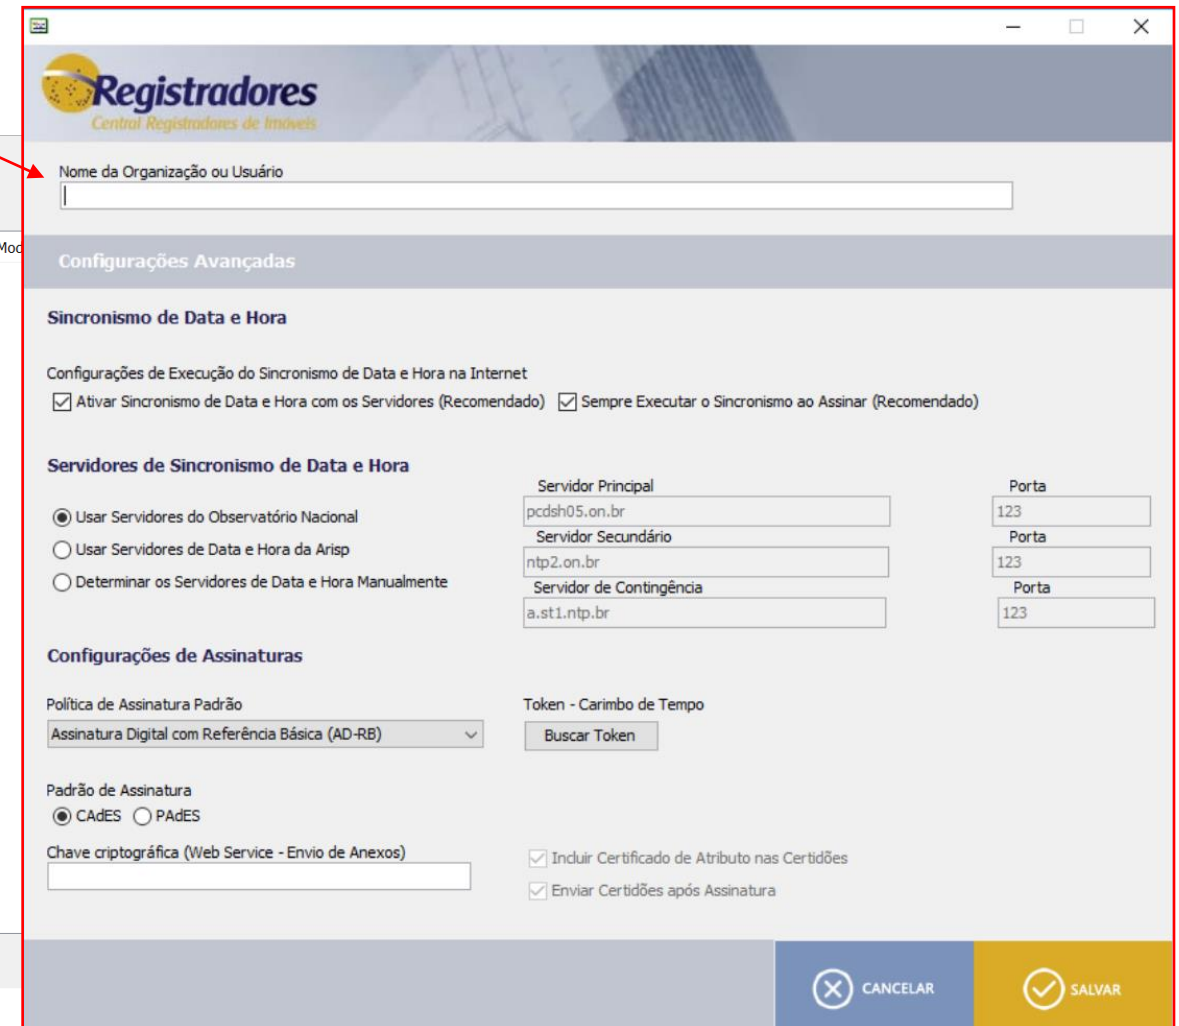 Registradores
Central Registradores de Imóveis
Nome da Organização ou Usuário
Mod
Configurações Avançadas
Sincronismo de Data e Hora
Configurações de Execução do Sincronismo de Data e Hora na Internet
Ativar Sincronismo de Data e Hora com os Servidores (Recomendado) Sempre Executar o Sincronismo ao Assinar (Recomendado)
Servidores de Sincronismo de Data e Hora
Servidor Principal Porta
Usar Servidores do Observatório Nacional pcdsh05.on.br 123
Servidor Secundário Porta
Usar Servidores de Data e Hora da Arisp ntp2.on.br 123
Determinar os Servidores de Data e Hora Manualmente Servidor de Contingência Porta
a.st1.ntp.br 123
Configurações de Assinaturas
Política de Assinatura Padrão Token - Carimbo de Tempo
Assinatura Digital com Referência Básica (AD-RB) Buscar Token
Padrão de Assinatura
CAdES PAdES
Chave criptográfica (Web Service - Envio de Anexos) Incluir Certificado de Atributo nas Certidões
Enviar Certidões após Assinatura
CANCELAR SALVAR